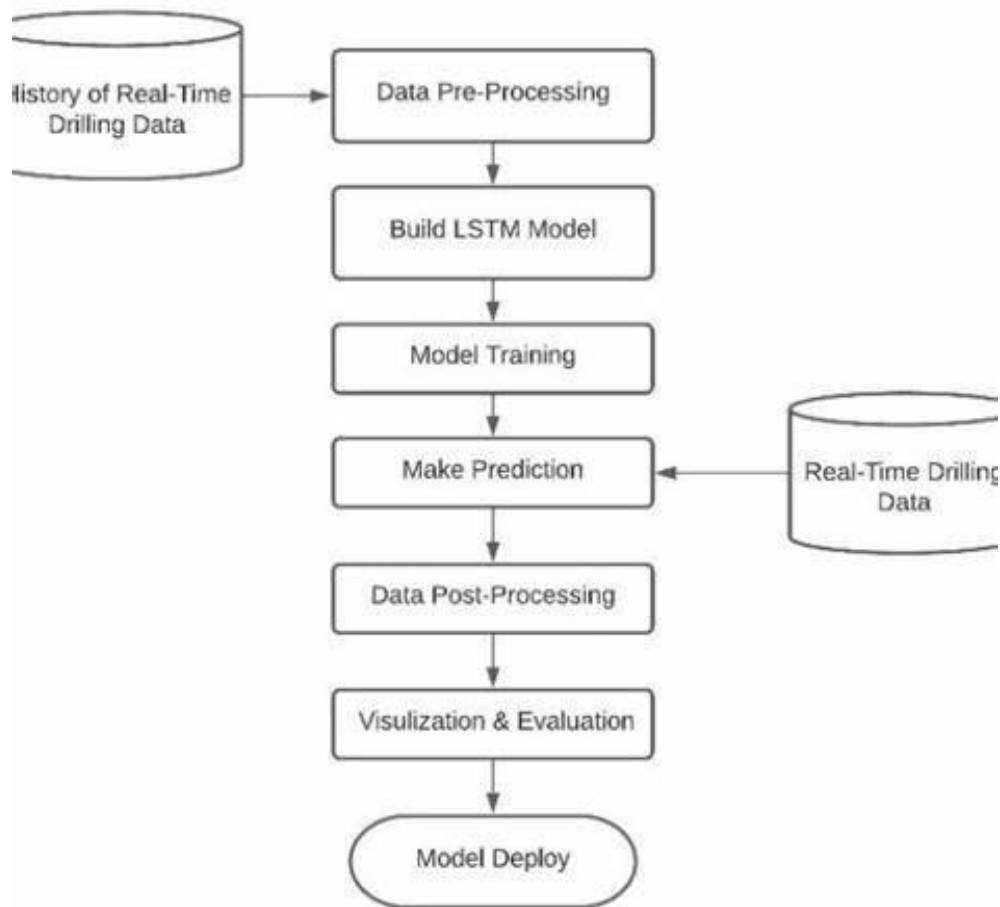 History of Real-Time
Drilling Data
Data Pre-Processing
Build LSTM Model
Model Training
Make Prediction
Real-Time Drilling
Data
Data Post-Processing
Visulization & Evaluation
Model Deploy